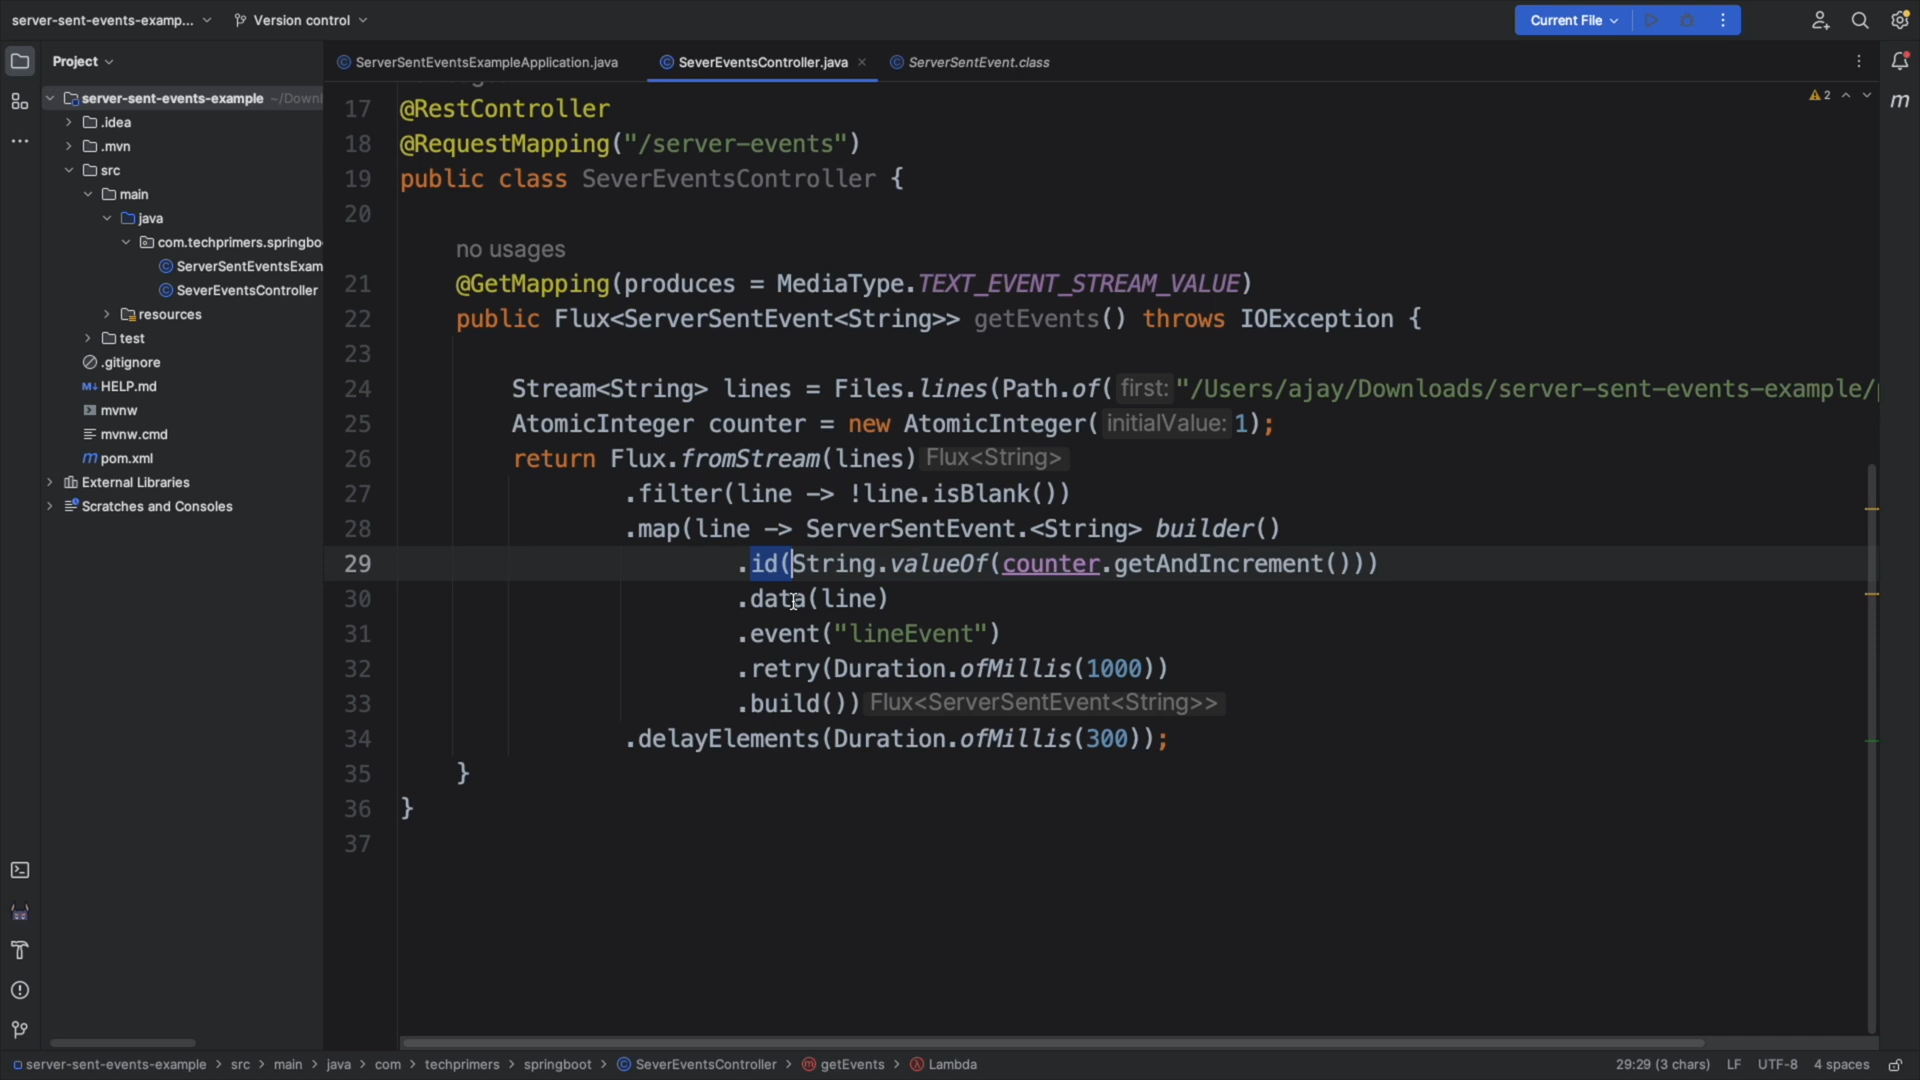 server-sent-events-examp...
Version control
Current File
Project
ServerSentEventsExampleApplication.java
SeverEventsController.java
ServerSentEvent.class
server-sent-events-example ~/Downl
.idea
.mvn
src
main
java
com.techprimers.springbo
ServerSentEventsExam
SeverEventsController
resources
test
.gitignore
M↓ HELP.md
mvnw
mvnw.cmd
m pom.xml
External Libraries
Scratches and Consoles
2
m
17 @RestController
18 @RequestMapping("/server-events")
19 public class SeverEventsController {
20
no usages
21 @GetMapping(produces = MediaType.TEXT_EVENT_STREAM_VALUE)
22 public Flux<ServerSentEvent<String>> getEvents() throws IOException {
23
24 Stream<String> lines = Files.lines(Path.of( first: "/Users/ajay/Downloads/server-sent-events-example/
25 AtomicInteger counter = new AtomicInteger( initialValue: 1);
26 return Flux.fromStream(lines) Flux<String>
27 .filter(line -> !line.isBlank())
28 .map(line -> ServerSentEvent.<String> builder()
29 .id(String.valueOf(counter.getAndIncrement()))
30 .data(line)
31 .event("lineEvent")
32 .retry(Duration.ofMillis(1000))
33 .build()) Flux<ServerSentEvent<String>>
34 .delayElements(Duration.ofMillis(300));
35 }
36 }
37
server-sent-events-example > src > main > java > com > techprimers > springboot > SeverEventsController > getEvents > Lambda
29:29 (3 chars) LF UTF-8 4 spaces